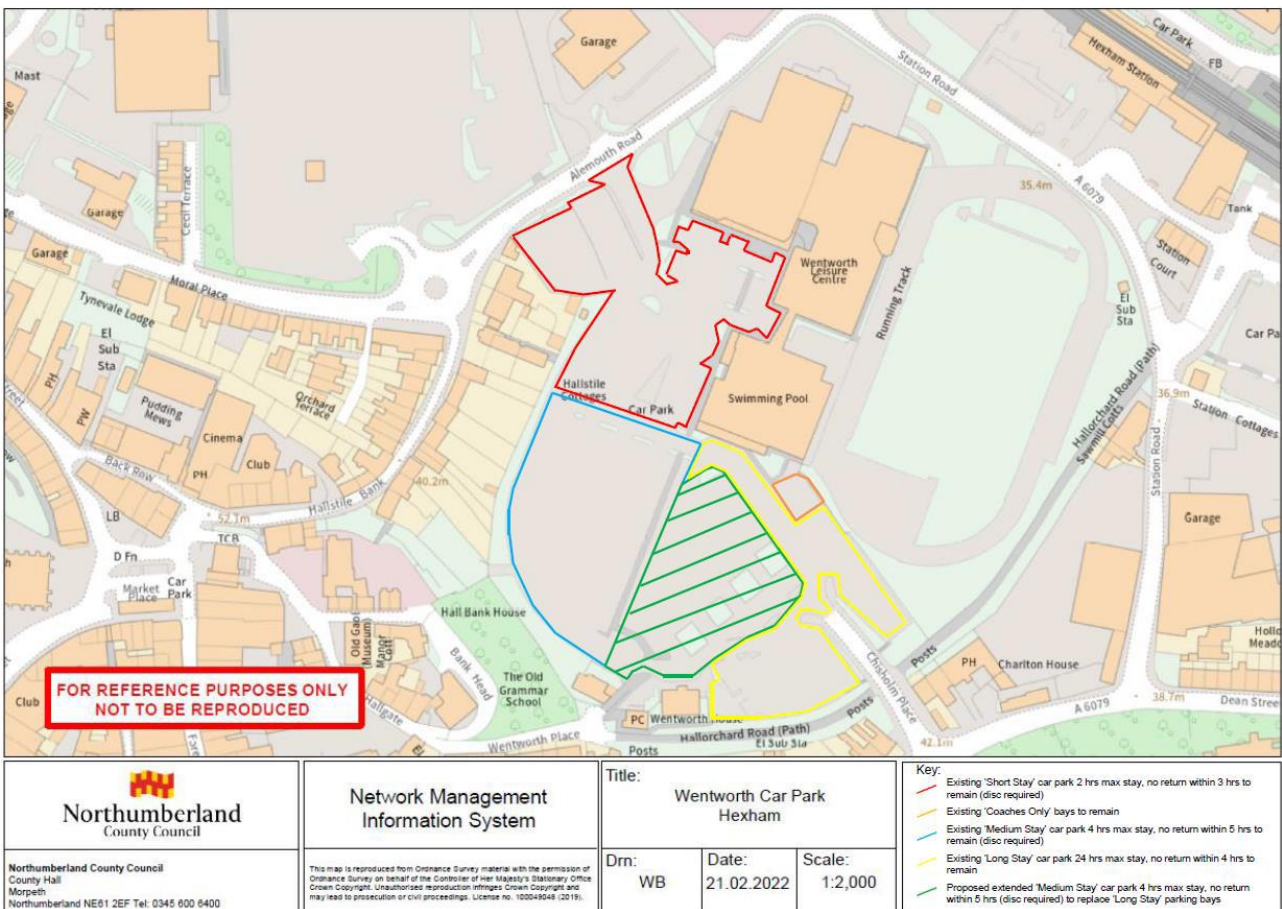 Garage
Car Park
FB
Hexham Station
Mast
Station Road
Alemouth Road
35.4m
A 6079
Tank
Garage
Cecil Terrace
Garage
Moral Place
Wentworth
Leisure
Centre
Station
Court
Running Track
El
Sub
Sta
Tynevale Lodge
El
Sub
Sta
PH
PW
Pudding
Mews
Orchard
Terrace
Hallstile
Cottages
Car Park
Swimming Pool
Hallorchard Road (Path)
Sawmill Cotts
36.9m
Station Cottages
Cinema
Club
PH
Back Row
Hallstile Bank
40.2m
Station Road
LB
52.1m
TCB
Garage
D Fn
Market
Place
Car
Park
Hall Bank House
Old Gaol
(Museum)
Manor
Bank Head
The Old
Grammar
School
Posts
PH
Charlton House
Chisholm Place
Club
Hallgate
El
PC
Wentworth House
Posts
38.7m
A 6079
Wentworth Place
Hallorchard Road (Path)
Posts
El Sub Sta
42.1m
FOR REFERENCE PURPOSES ONLY
NOT TO BE REPRODUCED
Northumberland
County Council
Northumberland County Council
County Hall
Morpeth
Northumberland NE61 2EF Tel: 0345 600 6400
Network Management
Information System
This map is reproduced from Ordnance Survey material with the permission of
Ordnance Survey on behalf of the Controller of Her Majesty's Stationary Office
Crown Copyright. Unauthorised reproduction infringes Crown Copyright and
may lead to prosecution or civil proceedings. License no. 100049048 (2019).
Title:
Wentworth Car Park
Hexham
Drn:
WB
Date:
21.02.2022
Scale:
1:2,000
Key:
Existing 'Short Stay' car park 2 hrs max stay, no return within 3 hrs to
remain (disc required)
Existing 'Coaches Only' bays to remain
Existing 'Medium Stay' car park 4 hrs max stay, no return within 5 hrs to
remain (disc required)
Existing 'Long Stay' car park 24 hrs max stay, no return within 4 hrs to
remain
Proposed extended 'Medium Stay' car park 4 hrs max stay, no return
within 5 hrs (disc required) to replace 'Long Stay' parking bays